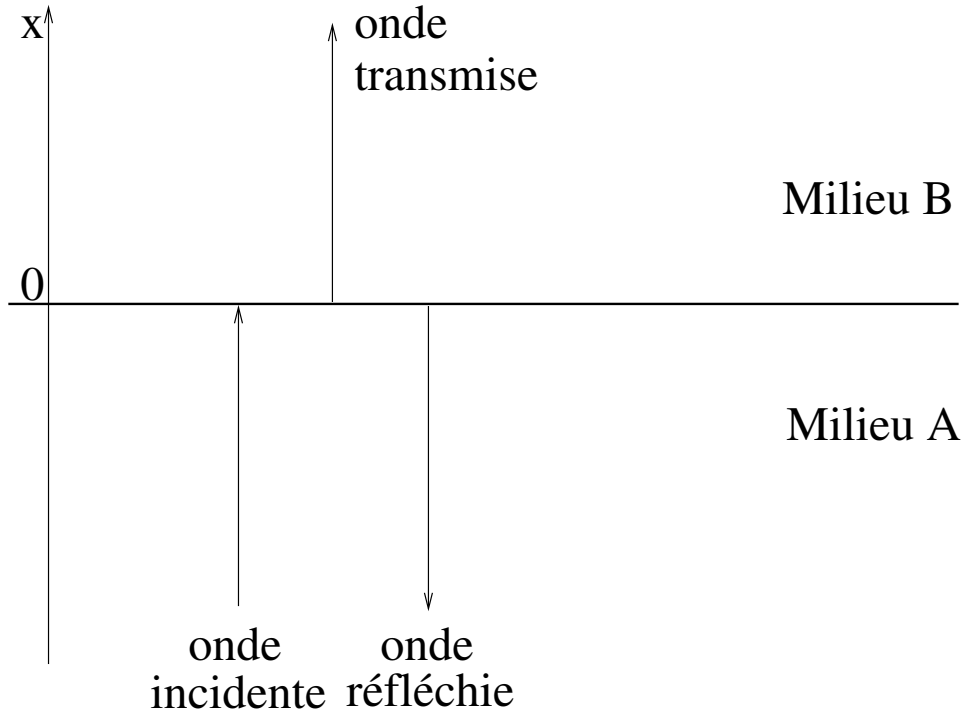 x
onde
transmise
Milieu B
0
Milieu A
onde
incidente
onde
réfléchie